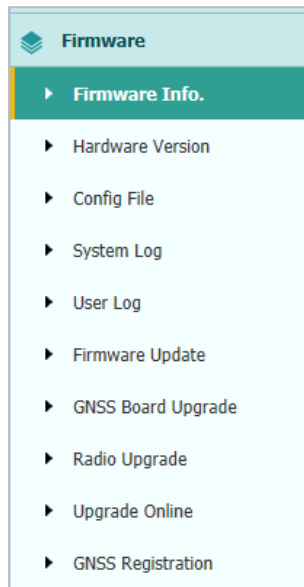 Firmware
Firmware Info.
Hardware Version
Config File
System Log
User Log
Firmware Update
GNSS Board Upgrade
Radio Upgrade
Upgrade Online
GNSS Registration